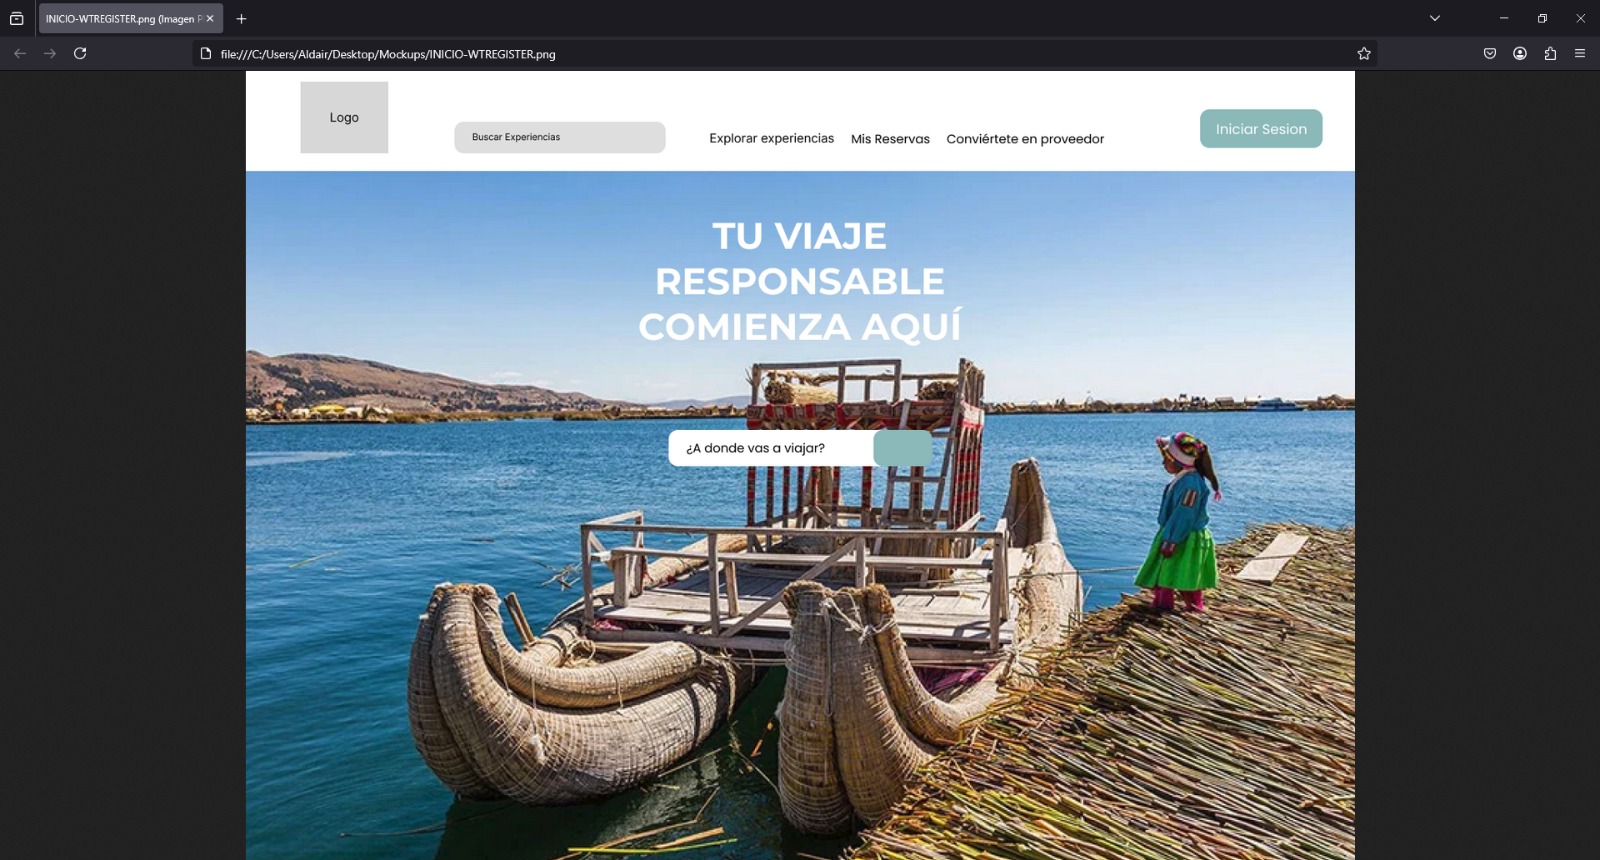 INICIO-WTREGISTER.png (Imagen P
file:///C:/Users/Aldair/Desktop/Mockups/INICIO-WTREGISTER.png
Logo
Buscar Experiencias
Explorar experiencias
Mis Reservas
Conviértete en proveedor
Iniciar Sesion
TU VIAJE
RESPONSABLE
COMIENZA AQUÍ
¿A donde vas a viajar?